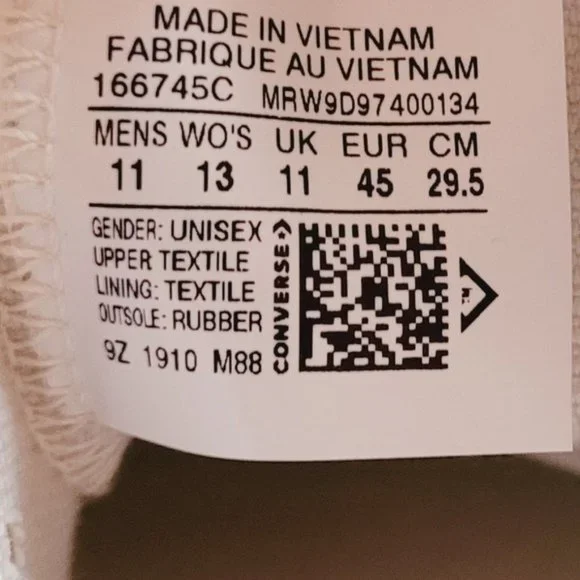 MADE IN VIETNAM
FABRIQUE AU VIETNAM
166745C MRW9D97400134
MENS WO'S UK EUR CM
11 13 11 45 29.5
GENDER: UNISEX
UPPER TEXTILE
LINING: TEXTILE
OUTSOLE: RUBBER
9Z 1910 M88
CONVERSE